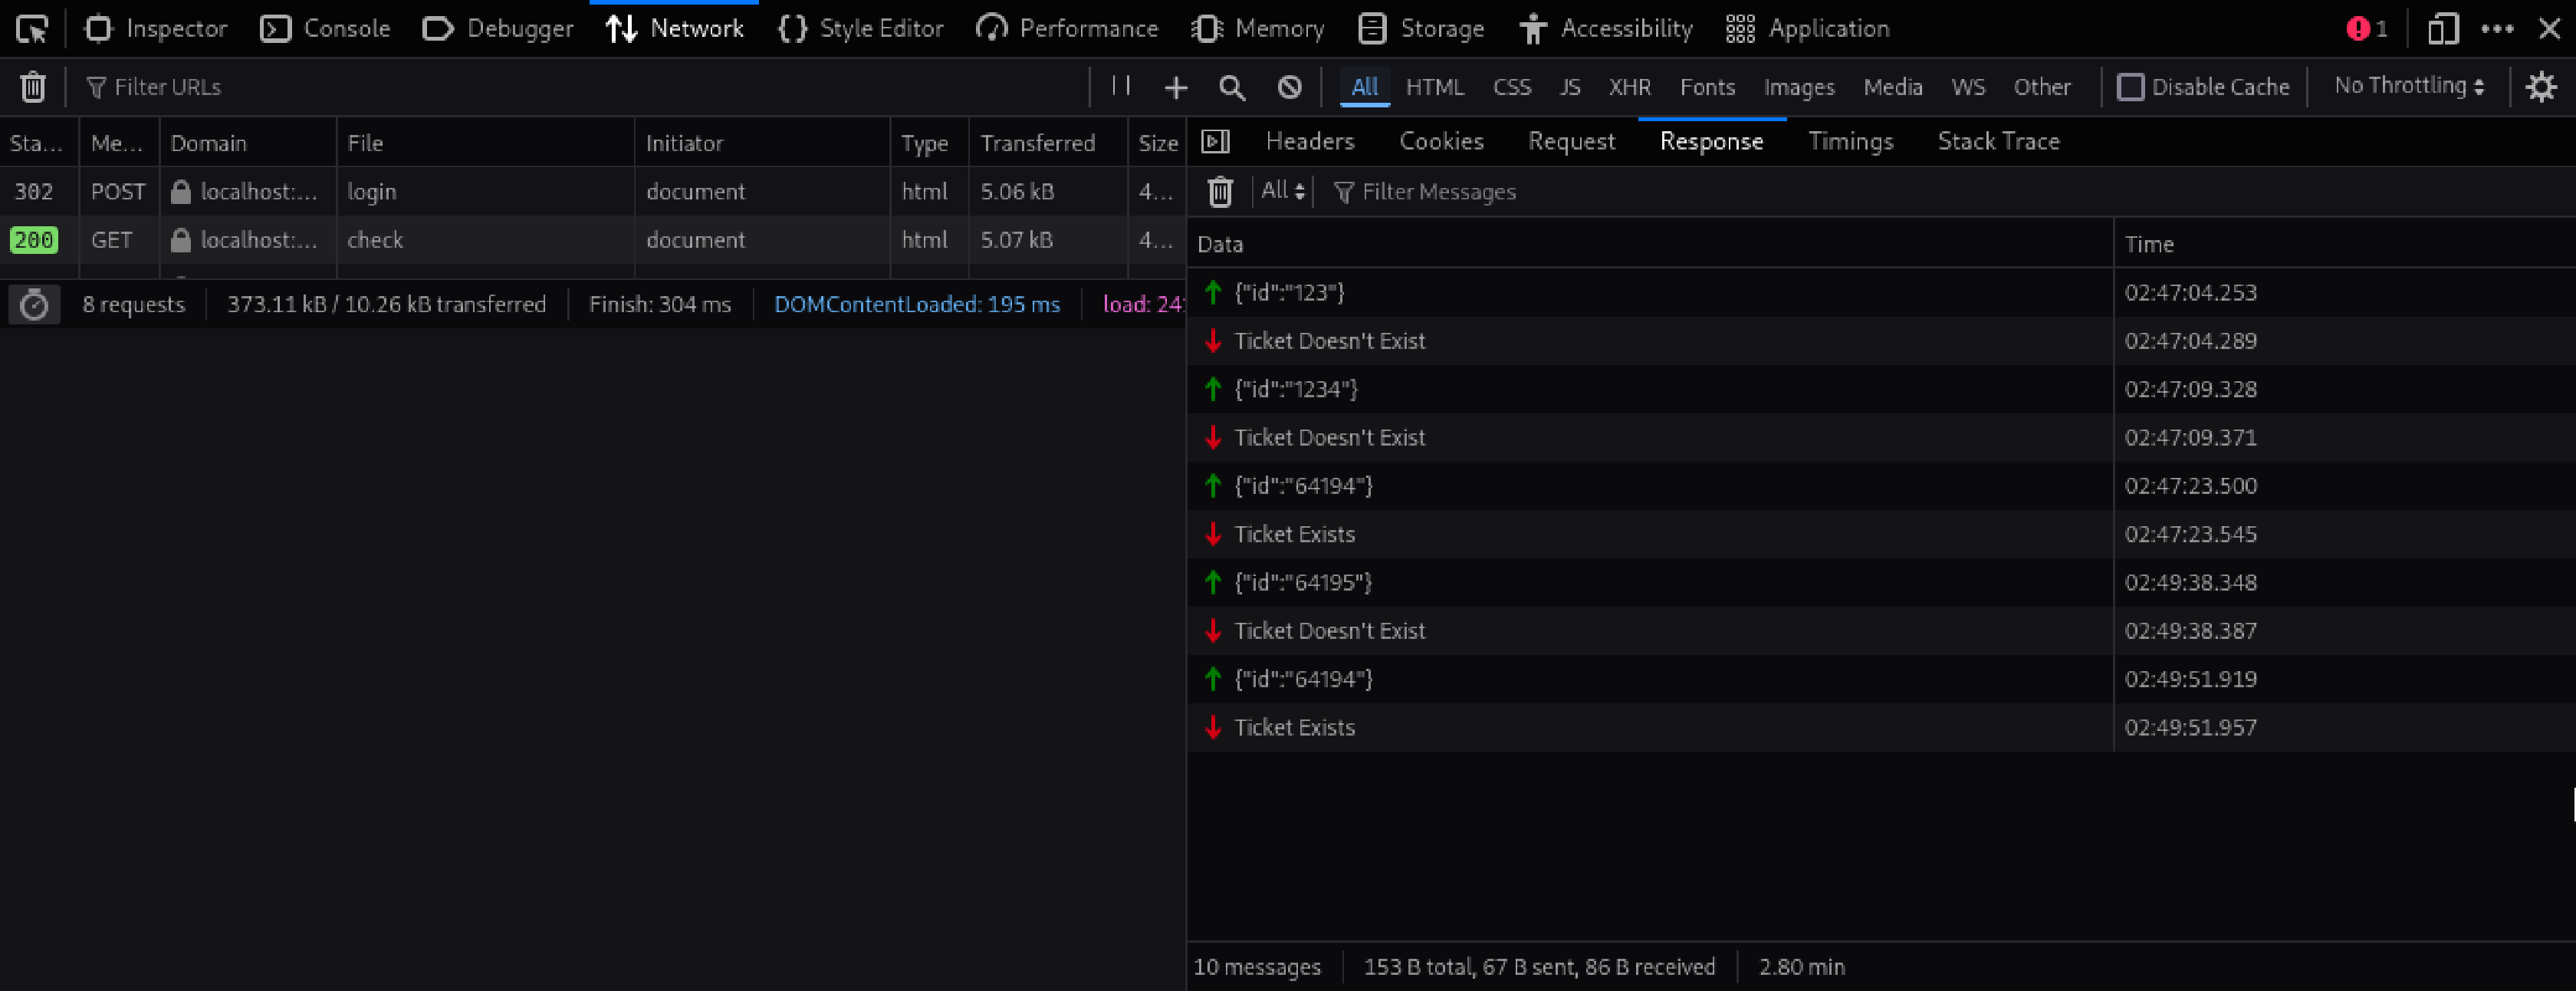 Inspector Console Debugger Network Style Editor Performance Memory Storage Accessibility Application 1
Filter URLs All HTML CSS JS XHR Fonts Images Media WS Other Disable Cache No Throttling
Sta... Me... Domain File Initiator Type Transferred Size
302 POST localhost:... login document html 5.06 kB 4...
200 GET localhost:... check document html 5.07 kB 4...
8 requests 373.11 kB / 10.26 kB transferred Finish: 304 ms DOMContentLoaded: 195 ms load: 24
Headers Cookies Request Response Timings Stack Trace
All Filter Messages
Data Time
{"id":"123"} 02:47:04.253
Ticket Doesn't Exist 02:47:04.289
{"id":"1234"} 02:47:09.328
Ticket Doesn't Exist 02:47:09.371
{"id":"64194"} 02:47:23.500
Ticket Exists 02:47:23.545
{"id":"64195"} 02:49:38.348
Ticket Doesn't Exist 02:49:38.387
{"id":"64194"} 02:49:51.919
Ticket Exists 02:49:51.957
10 messages 153 B total, 67 B sent, 86 B received 2.80 min